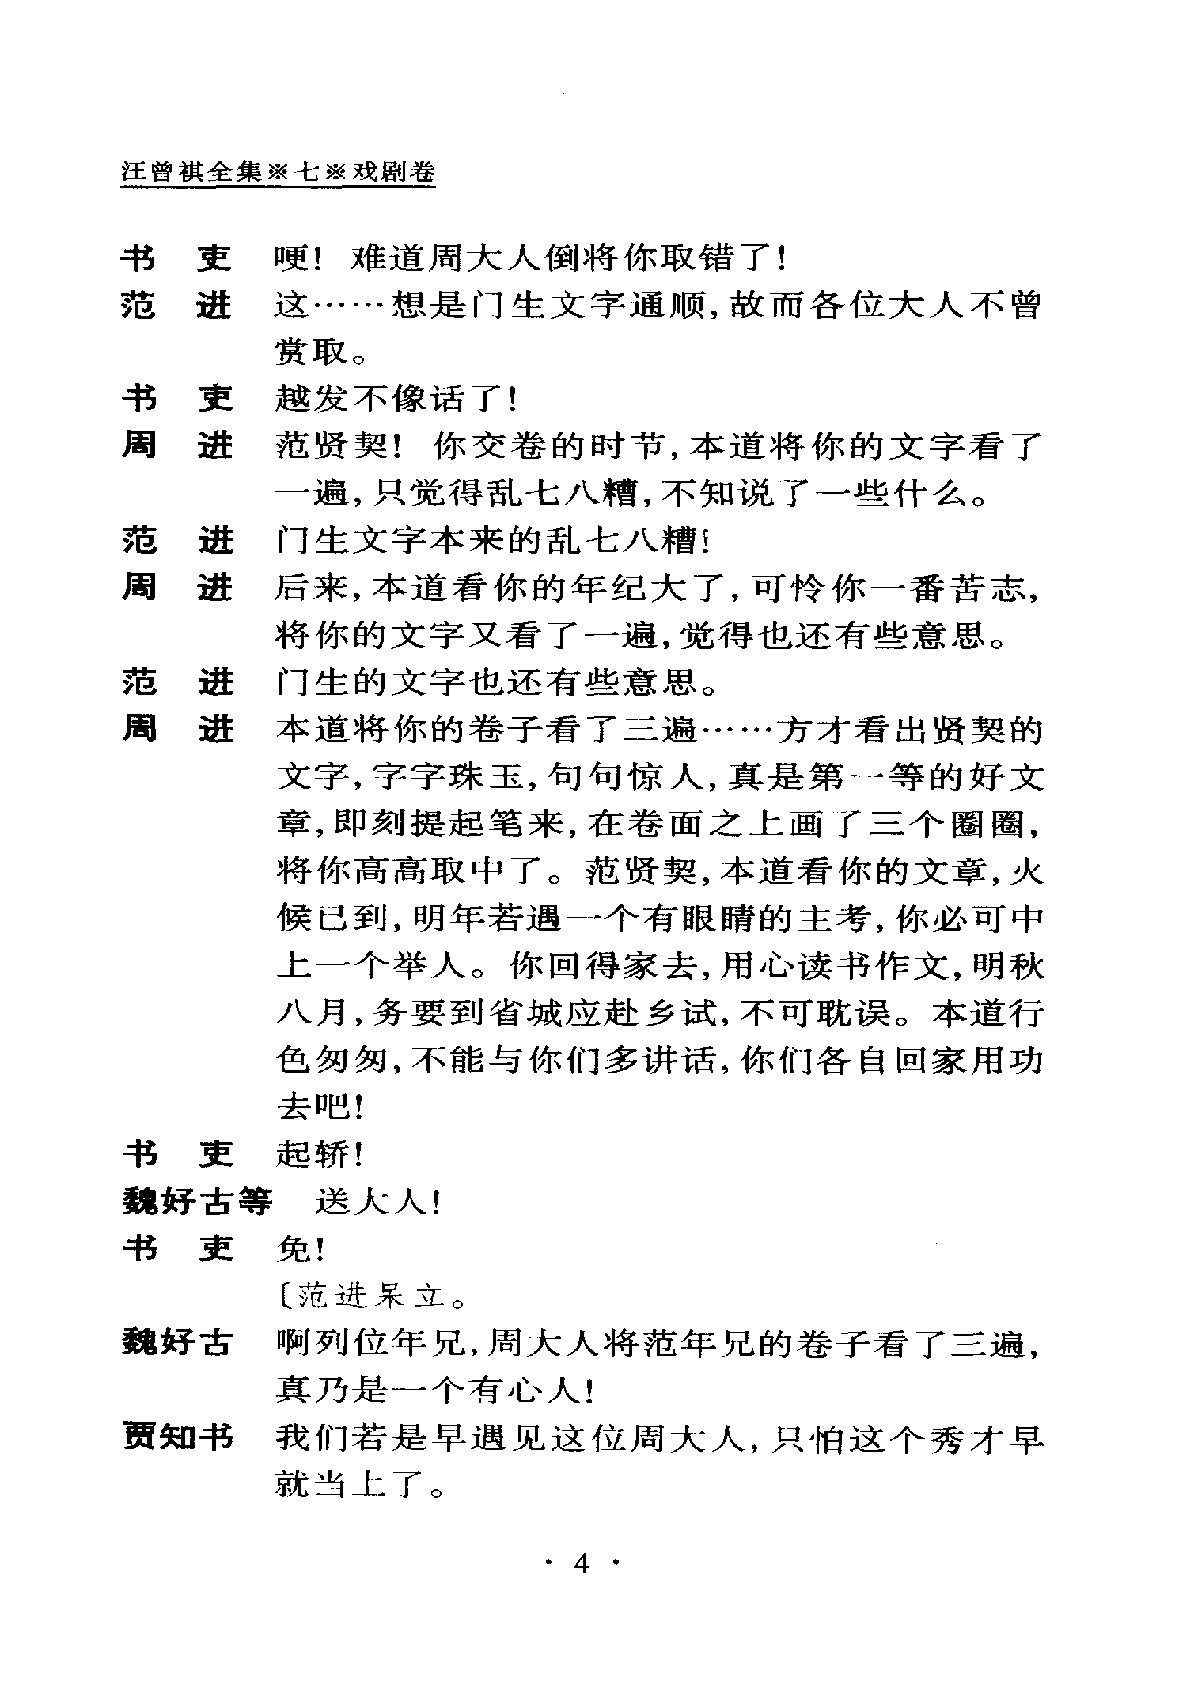 汪曾祺全集※七※戏剧卷
书　吏　哽！难道周大人倒将你取错了！
范　进　这……想是门生文字通顺，故而各位大人不曾
赏取。
书　吏　越发不像话了！
周　进　范贤契！你交卷的时节，本道将你的文字看了
一遍，只觉得乱七八糟，不知说了一些什么。
范　进　门生文字本来的乱七八糟！
周　进　后来，本道看你的年纪大了，可怜你一番苦志，
将你的文字又看了一遍，觉得也还有些意思。
范　进　门生的文字也还有些意思。
周　进　本道将你的卷子看了三遍……方才看出贤契的
文字，字字珠玉，句句惊人，真是第一等的好文
章，即刻提起笔来，在卷面之上画了三个圈圈，
将你高高取中了。范贤契，本道看你的文章，火
候已到，明年若遇一个有眼睛的主考，你必可中
上一个举人。你回得家去，用心读书作文，明秋
八月，务要到省城应赴乡试，不可耽误。本道行
色匆匆，不能与你们多讲话，你们各自回家用功
去吧！
书　吏　起轿！
魏好古等　送大人！
书　吏　免！
〔范进呆立。
魏好古　啊列位年兄，周大人将范年兄的卷子看了三遍，
真乃是一个有心人！
贾知书　我们若是早遇见这位周大人，只怕这个秀才早
就当上了。
· 4 ·